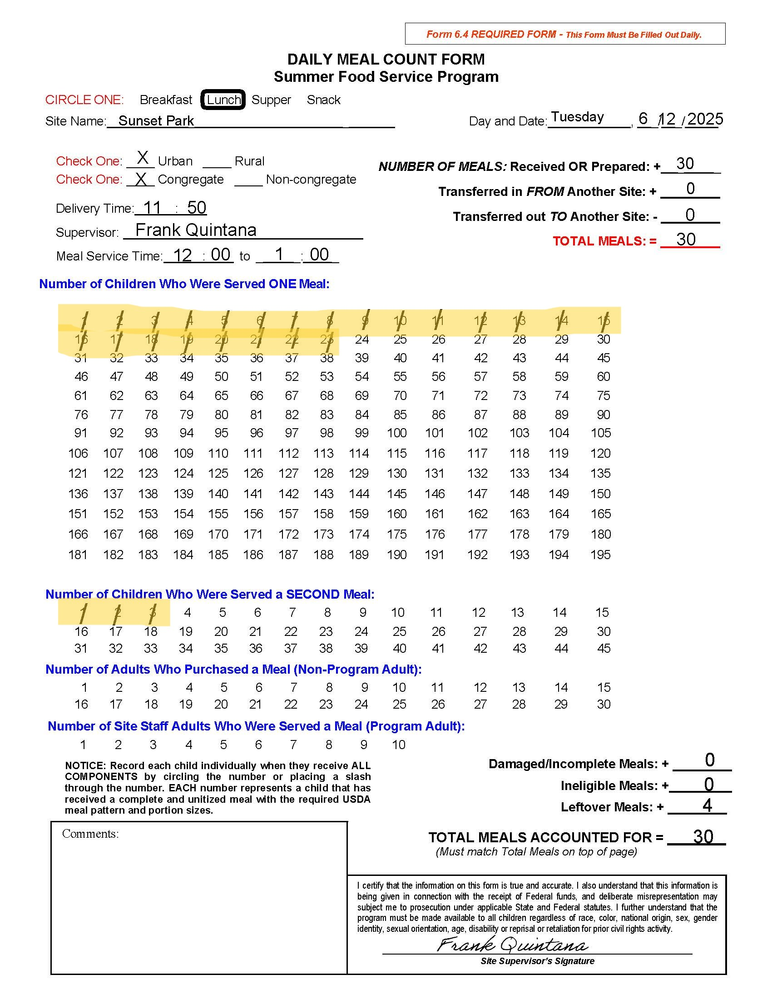 Form 6.4 REQUIRED FORM - This Form Must Be Filled Out Daily.
DAILY MEAL COUNT FORM
Summer Food Service Program
CIRCLE ONE: Breakfast Lunch Supper Snack
Site Name: Sunset Park Day and Date: Tuesday, 6 / 12 / 2025
Check One: X Urban ____ Rural
NUMBER OF MEALS: Received OR Prepared: + 30
Check One: X Congregate ____ Non-congregate
Transferred in FROM Another Site: + 0
Delivery Time: 11 : 50
Transferred out TO Another Site: - 0
Supervisor: Frank Quintana
TOTAL MEALS: = 30
Meal Service Time: 12 : 00 to 1 : 00
Number of Children Who Were Served ONE Meal:
1 2 3 4 5 6 7 8 9 10 11 12 13 14 15
16 17 18 19 20 21 22 23 24 25 26 27 28 29 30
31 32 33 34 35 36 37 38 39 40 41 42 43 44 45
46 47 48 49 50 51 52 53 54 55 56 57 58 59 60
61 62 63 64 65 66 67 68 69 70 71 72 73 74 75
76 77 78 79 80 81 82 83 84 85 86 87 88 89 90
91 92 93 94 95 96 97 98 99 100 101 102 103 104 105
106 107 108 109 110 111 112 113 114 115 116 117 118 119 120
121 122 123 124 125 126 127 128 129 130 131 132 133 134 135
136 137 138 139 140 141 142 143 144 145 146 147 148 149 150
151 152 153 154 155 156 157 158 159 160 161 162 163 164 165
166 167 168 169 170 171 172 173 174 175 176 177 178 179 180
181 182 183 184 185 186 187 188 189 190 191 192 193 194 195
Number of Children Who Were Served a SECOND Meal:
1 2 3 4 5 6 7 8 9 10 11 12 13 14 15
16 17 18 19 20 21 22 23 24 25 26 27 28 29 30
31 32 33 34 35 36 37 38 39 40 41 42 43 44 45
Number of Adults Who Purchased a Meal (Non-Program Adult):
1 2 3 4 5 6 7 8 9 10 11 12 13 14 15
16 17 18 19 20 21 22 23 24 25 26 27 28 29 30
Number of Site Staff Adults Who Were Served a Meal (Program Adult):
1 2 3 4 5 6 7 8 9 10
NOTICE: Record each child individually when they receive ALL
COMPONENTS by circling the number or placing a slash
through the number. EACH number represents a child that has
received a complete and unitized meal with the required USDA
meal pattern and portion sizes.
Damaged/Incomplete Meals: + 0
Ineligible Meals: + 0
Leftover Meals: + 4
Comments:
TOTAL MEALS ACCOUNTED FOR = 30
(Must match Total Meals on top of page)
I certify that the information on this form is true and accurate. I also understand that this information is
being given in connection with the receipt of Federal funds, and deliberate misrepresentation may
subject me to prosecution under applicable State and Federal statutes. I further understand that the
program must be made available to all children regardless of race, color, national origin, sex, gender
identity, sexual orientation, age, disability or reprisal or retaliation for prior civil rights activity.
Frank Quintana
Site Supervisor's Signature